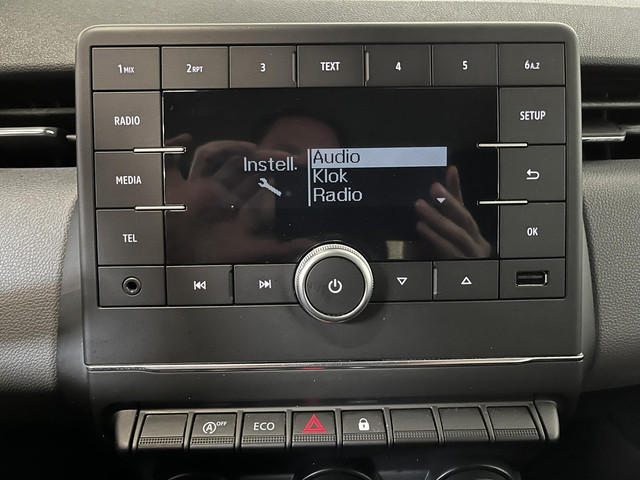 1 MIX 2 RPT 3 TEXT 4 5 6 A.Z
RADIO SETUP
Instell. Audio
Klok
Radio
MEDIA
TEL OK
A OFF ECO